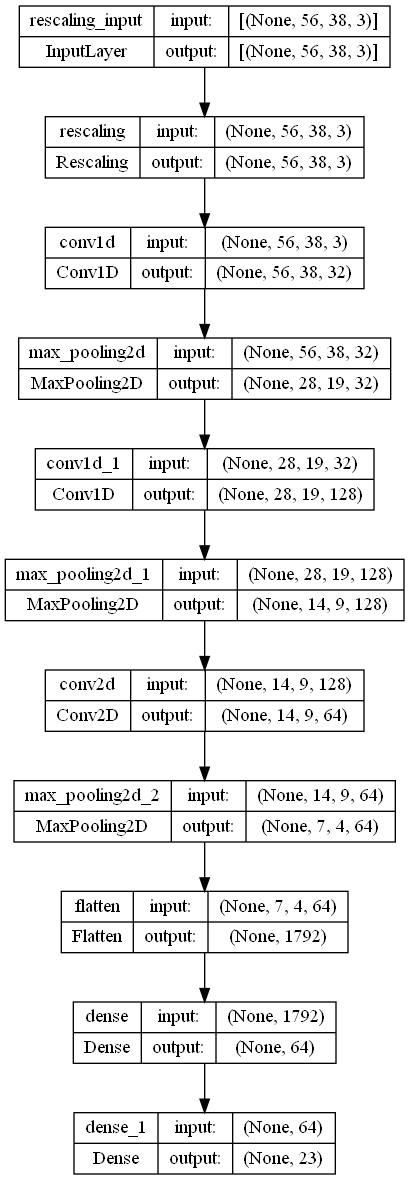 rescaling_input input: [(None, 56, 38, 3)]
InputLayer output: [(None, 56, 38, 3)]
rescaling input: (None, 56, 38, 3)
Rescaling output: (None, 56, 38, 3)
conv1d input: (None, 56, 38, 3)
Conv1D output: (None, 56, 38, 32)
max_pooling2d input: (None, 56, 38, 32)
MaxPooling2D output: (None, 28, 19, 32)
conv1d_1 input: (None, 28, 19, 32)
Conv1D output: (None, 28, 19, 128)
max_pooling2d_1 input: (None, 28, 19, 128)
MaxPooling2D output: (None, 14, 9, 128)
conv2d input: (None, 14, 9, 128)
Conv2D output: (None, 14, 9, 64)
max_pooling2d_2 input: (None, 14, 9, 64)
MaxPooling2D output: (None, 7, 4, 64)
flatten input: (None, 7, 4, 64)
Flatten output: (None, 1792)
dense input: (None, 1792)
Dense output: (None, 64)
dense_1 input: (None, 64)
Dense output: (None, 23)